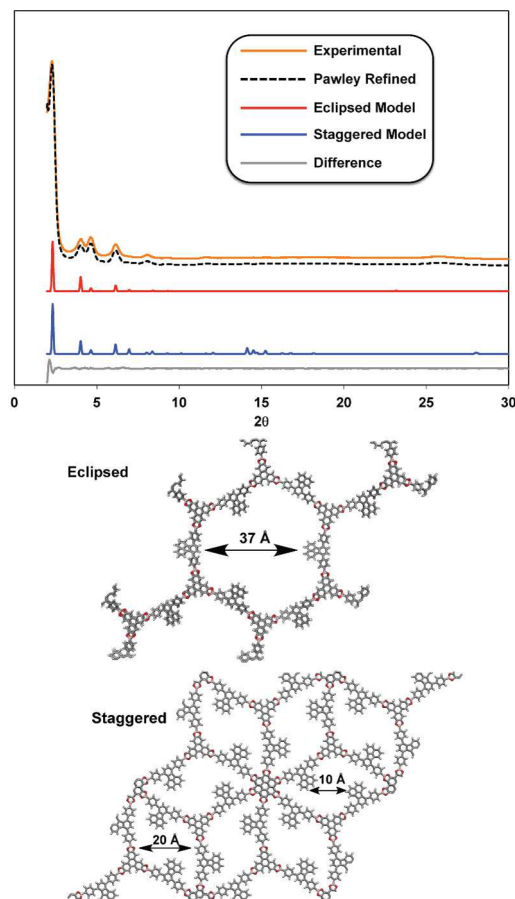 Experimental
Pawley Refined
Eclipsed Model
Staggered Model
Difference
0 5 10 15 20 25 30
2θ
Eclipsed
37 Å
Staggered
10 Å
20 Å